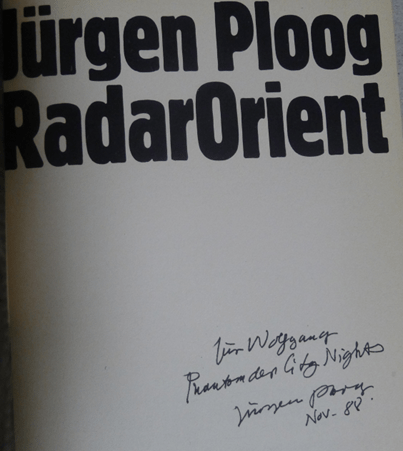 Jürgen Ploog
RadarOrient
für Wolfgang
Phantom der City Nights
Jürgen Ploog
Nov. 88.